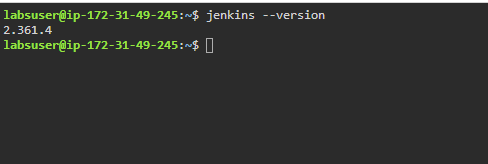 labsuser@ip-172-31-49-245:~$ jenkins --version
2.361.4
labsuser@ip-172-31-49-245:~$